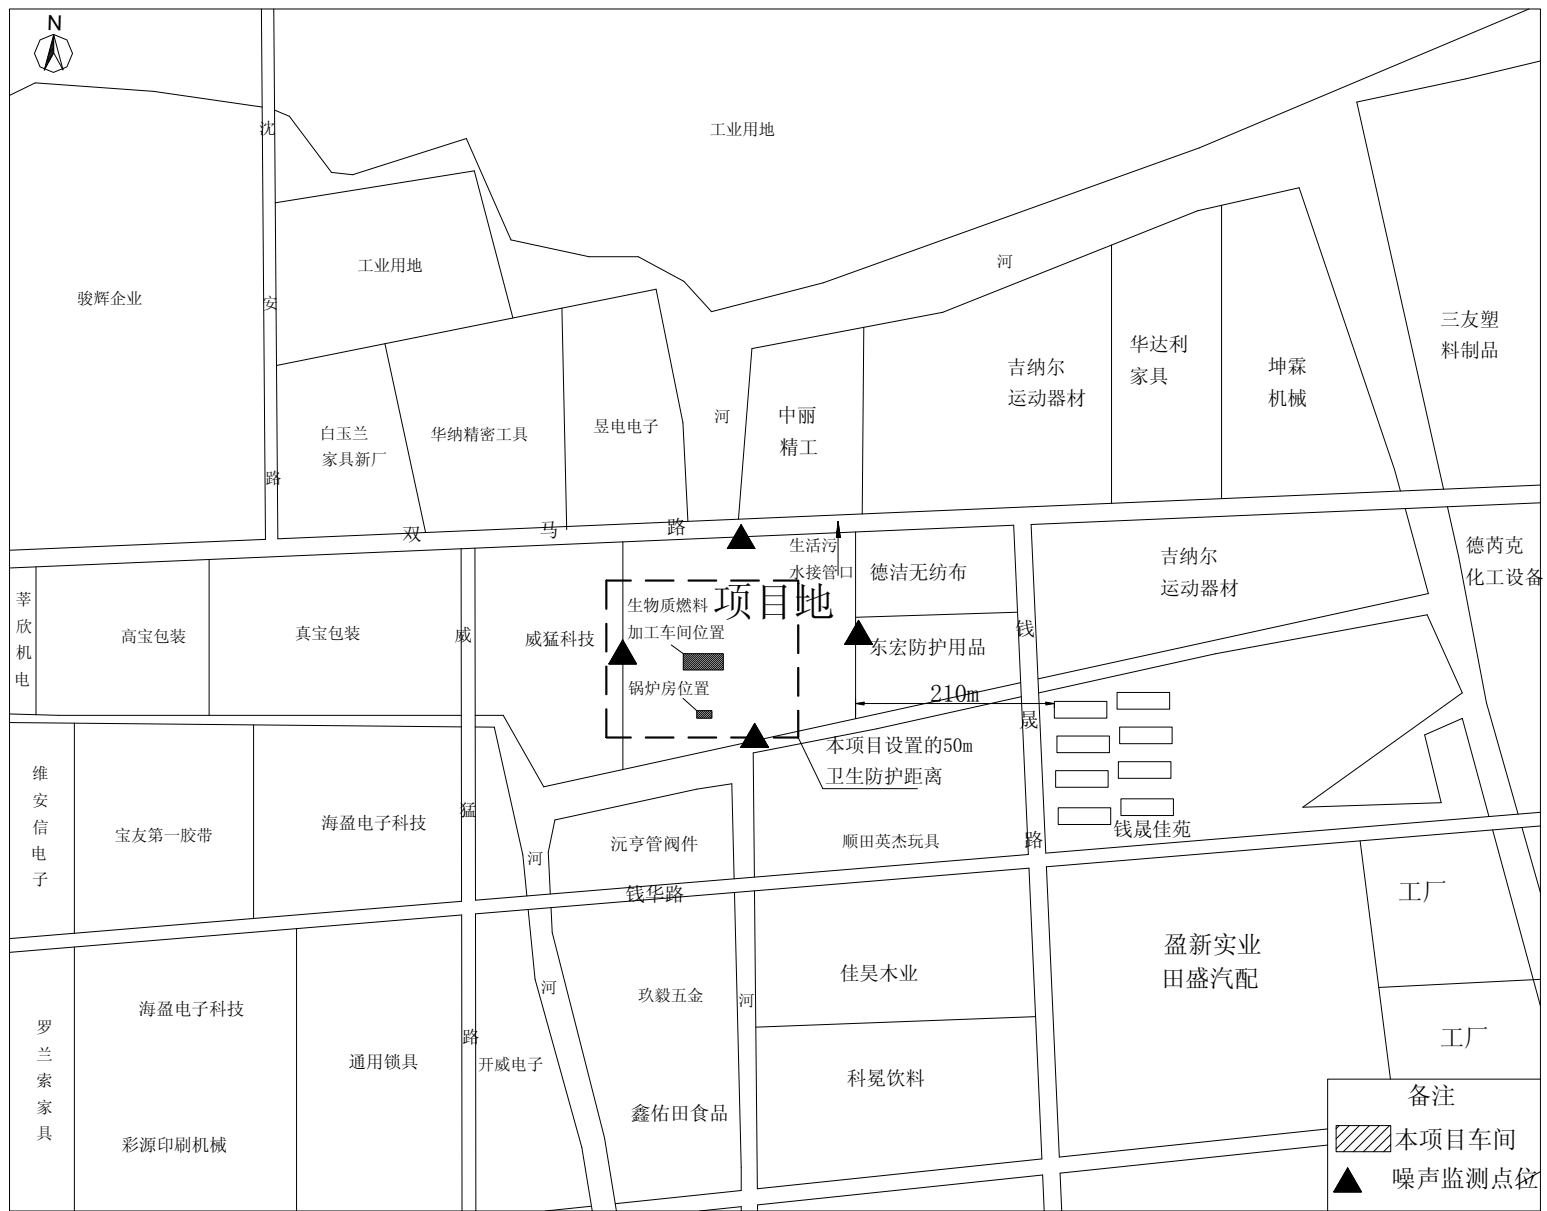 N
沈
安
路
工业用地
工业用地
骏辉企业
河
三友塑
料制品
华达利
家具
吉纳尔
运动器材
坤霖
机械
河
中丽
精工
昱电电子
白玉兰
家具新厂
华纳精密工具
双
马
路
生活污
水接管口
德洁无纺布
吉纳尔
运动器材
德芮克
化工设备
莘
欣
机
电
高宝包装
真宝包装
威
猛
路
威猛科技
项目地
生物质燃料
加工车间位置
锅炉房位置
东宏防护用品
钱
晟
路
210m
本项目设置的50m
卫生防护距离
维
安
信
电
子
宝友第一胶带
海盈电子科技
河
沅亨管阀件
顺田英杰玩具
钱晟佳苑
钱华路
工厂
盈新实业
田盛汽配
佳昊木业
河
玖毅五金
河
海盈电子科技
罗
兰
索
家
具
通用锁具
开威电子
工厂
科冕饮料
鑫佑田食品
彩源印刷机械
备注
本项目车间
噪声监测点位